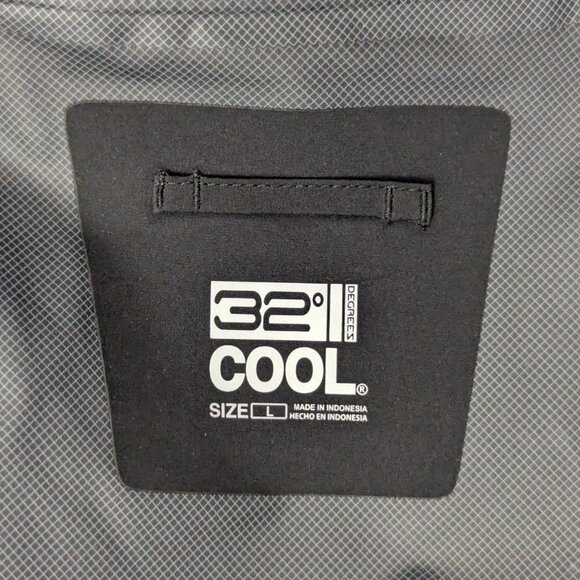 32° DEGREES
COOL®
SIZE L MADE IN INDONESIA
HECHO EN INDONESIA